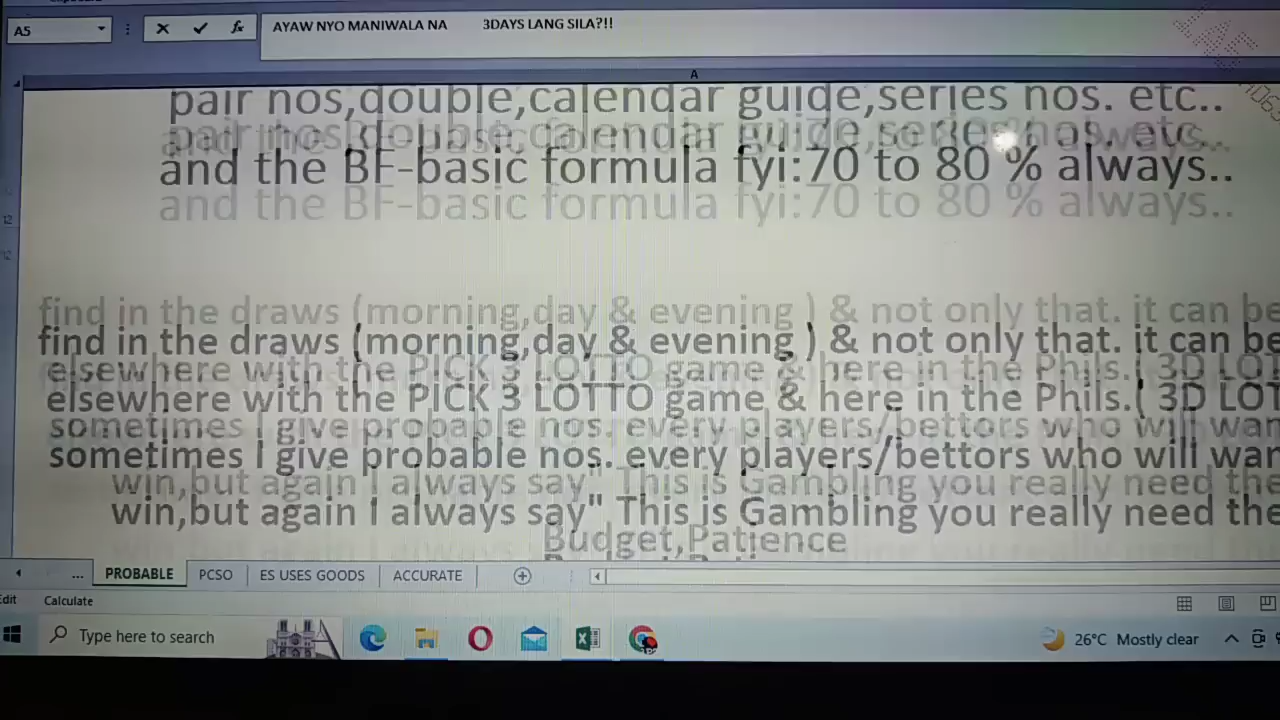 A5
AYAW NYO MANIWALA NA 3DAYS LANG SILA?!!
A
pair nos,double,calendar guide,series nos. etc..
and the BF-basic formula fyi:70 to 80 % always..
12
find in the draws (morning,day & evening ) & not only that. it can be
elsewhere with the PICK 3 LOTTO game & here in the Phils.( 3D LOT
sometimes I give probable nos. every players/bettors who will wan
win,but again I always say" This is Gambling you really need the
Budget,Patience
... PROBABLE PCSO ES USES GOODS ACCURATE
Edit Calculate
Type here to search
26°C Mostly clear